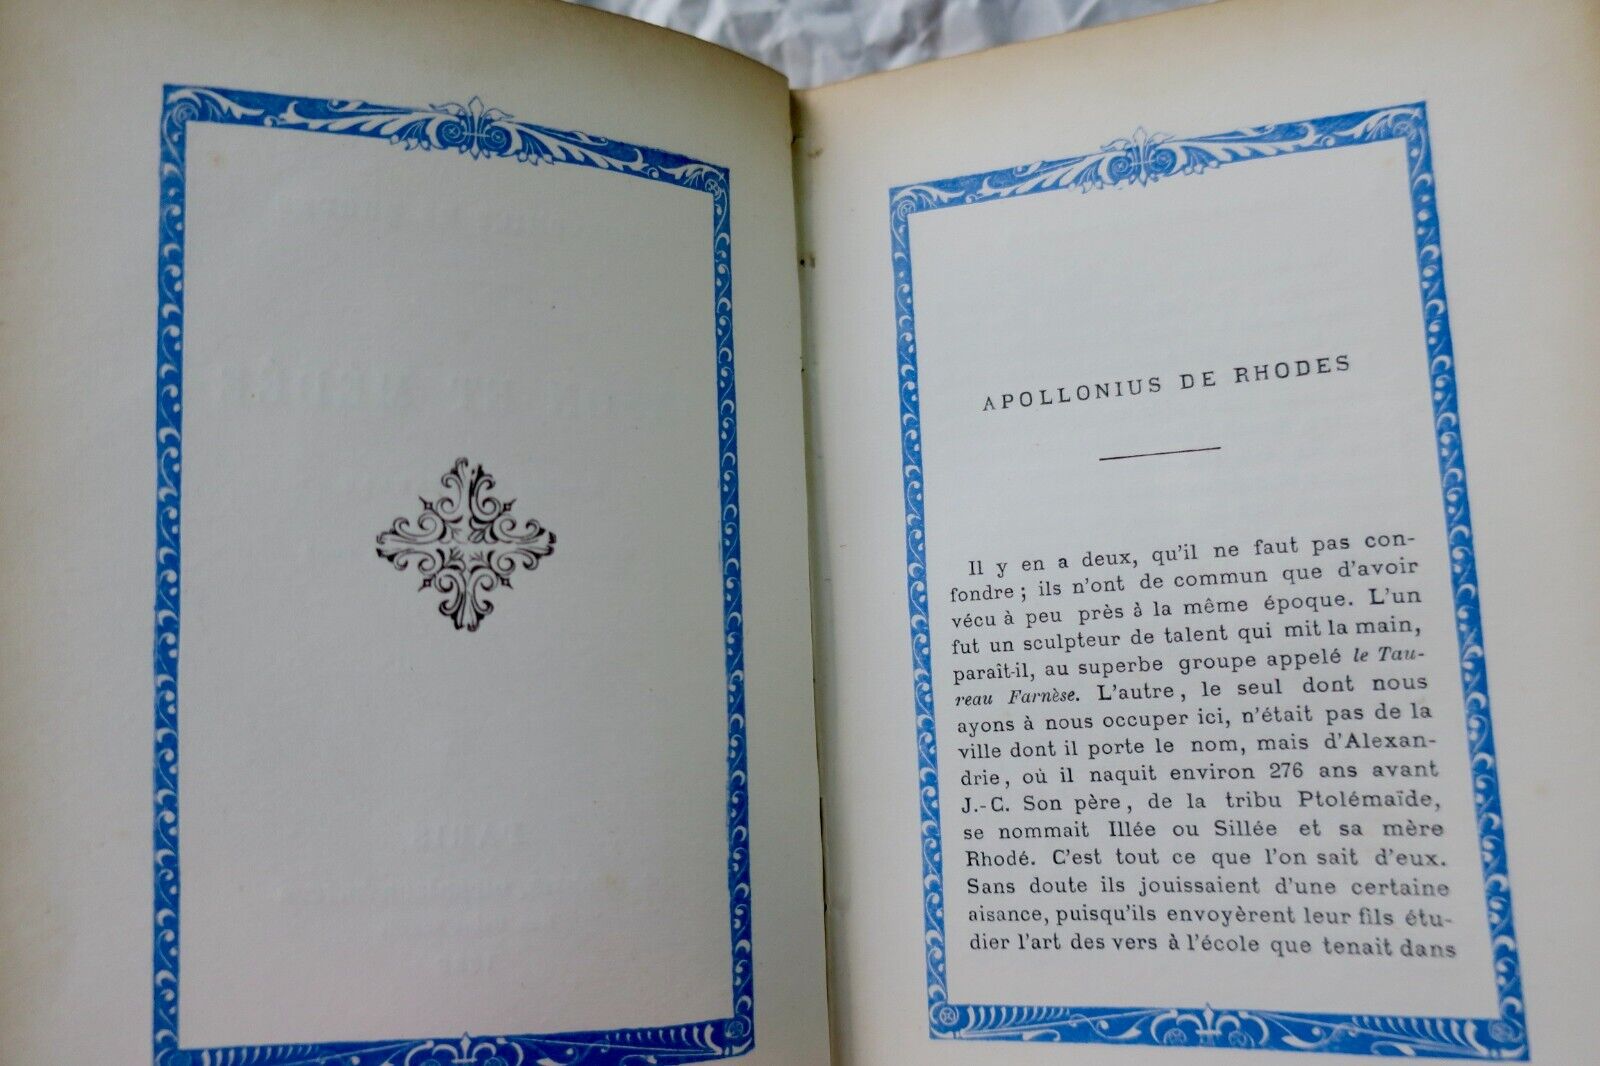 APOLLONIUS DE RHODES
Il y en a deux, qu'il ne faut pas con-
fondre ; ils n'ont de commun que d'avoir
vécu à peu près à la même époque. L'un
fut un sculpteur de talent qui mit la main,
paraît-il, au superbe groupe appelé le Tau-
reau Farnèse. L'autre, le seul dont nous
ayons à nous occuper ici, n'était pas de la
ville dont il porte le nom, mais d'Alexan-
drie, où il naquit environ 276 ans avant
J.-C. Son père, de la tribu Ptolémaïde,
se nommait Illée ou Sillée et sa mère
Rhodé. C'est tout ce que l'on sait d'eux.
Sans doute ils jouissaient d'une certaine
aisance, puisqu'ils envoyèrent leur fils étu-
dier l'art des vers à l'école que tenait dans